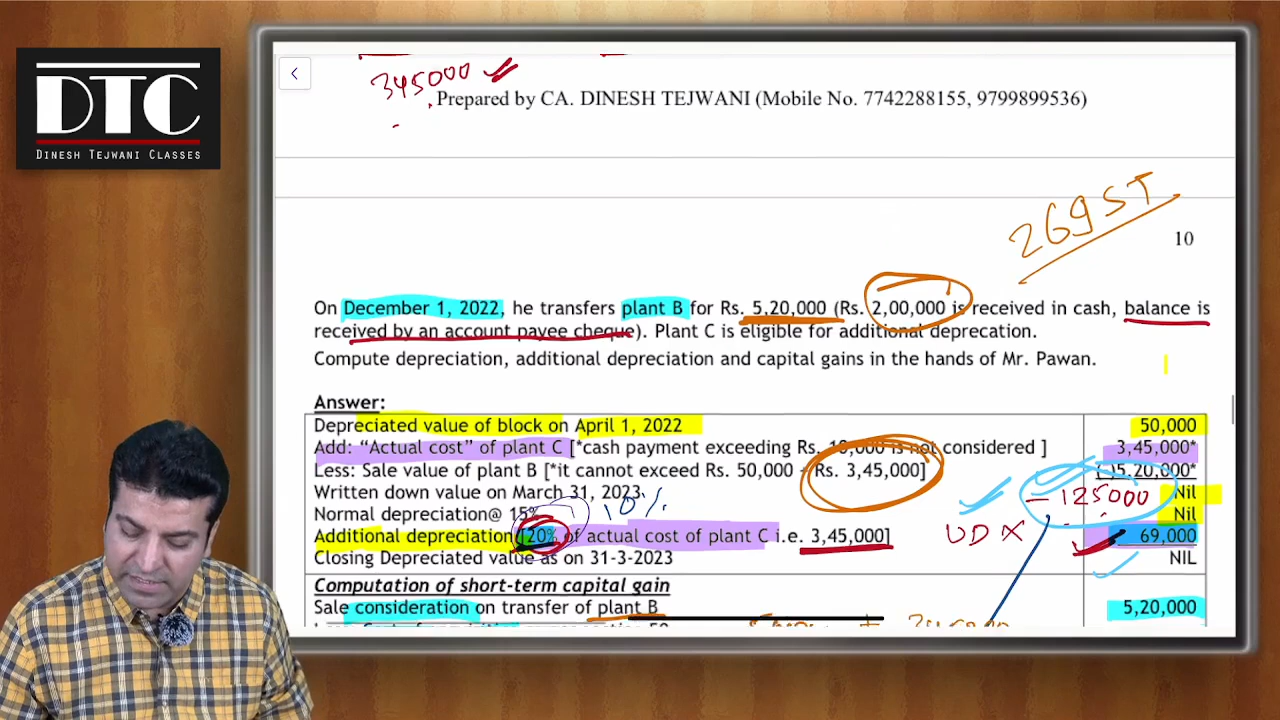 DTC
DINESH TEJWANI CLASSES
345000
Prepared by CA. DINESH TEJWANI (Mobile No. 7742288155, 9799899536)
269ST
10
On December 1, 2022, he transfers plant B for Rs. 5,20,000 (Rs. 2,00,000 is received in cash, balance is
received by an account payee cheque). Plant C is eligible for additional deprecation.
Compute depreciation, additional depreciation and capital gains in the hands of Mr. Pawan.
Answer:
Depreciated value of block on April 1, 2022 50,000
Add: “Actual cost” of plant C [*cash payment exceeding Rs. 10,000 is not considered ] 3,45,000*
Less: Sale value of plant B [*it cannot exceed Rs. 50,000 + Rs. 3,45,000] (-)5,20,000*
Written down value on March 31, 2023 Nil
10%
- 125000
Normal depreciation@ 15% Nil
UD X
Additional depreciation [20% of actual cost of plant C i.e. 3,45,000] 69,000
Closing Depreciated value as on 31-3-2023 NIL
Computation of short-term capital gain
Sale consideration on transfer of plant B 5,20,000